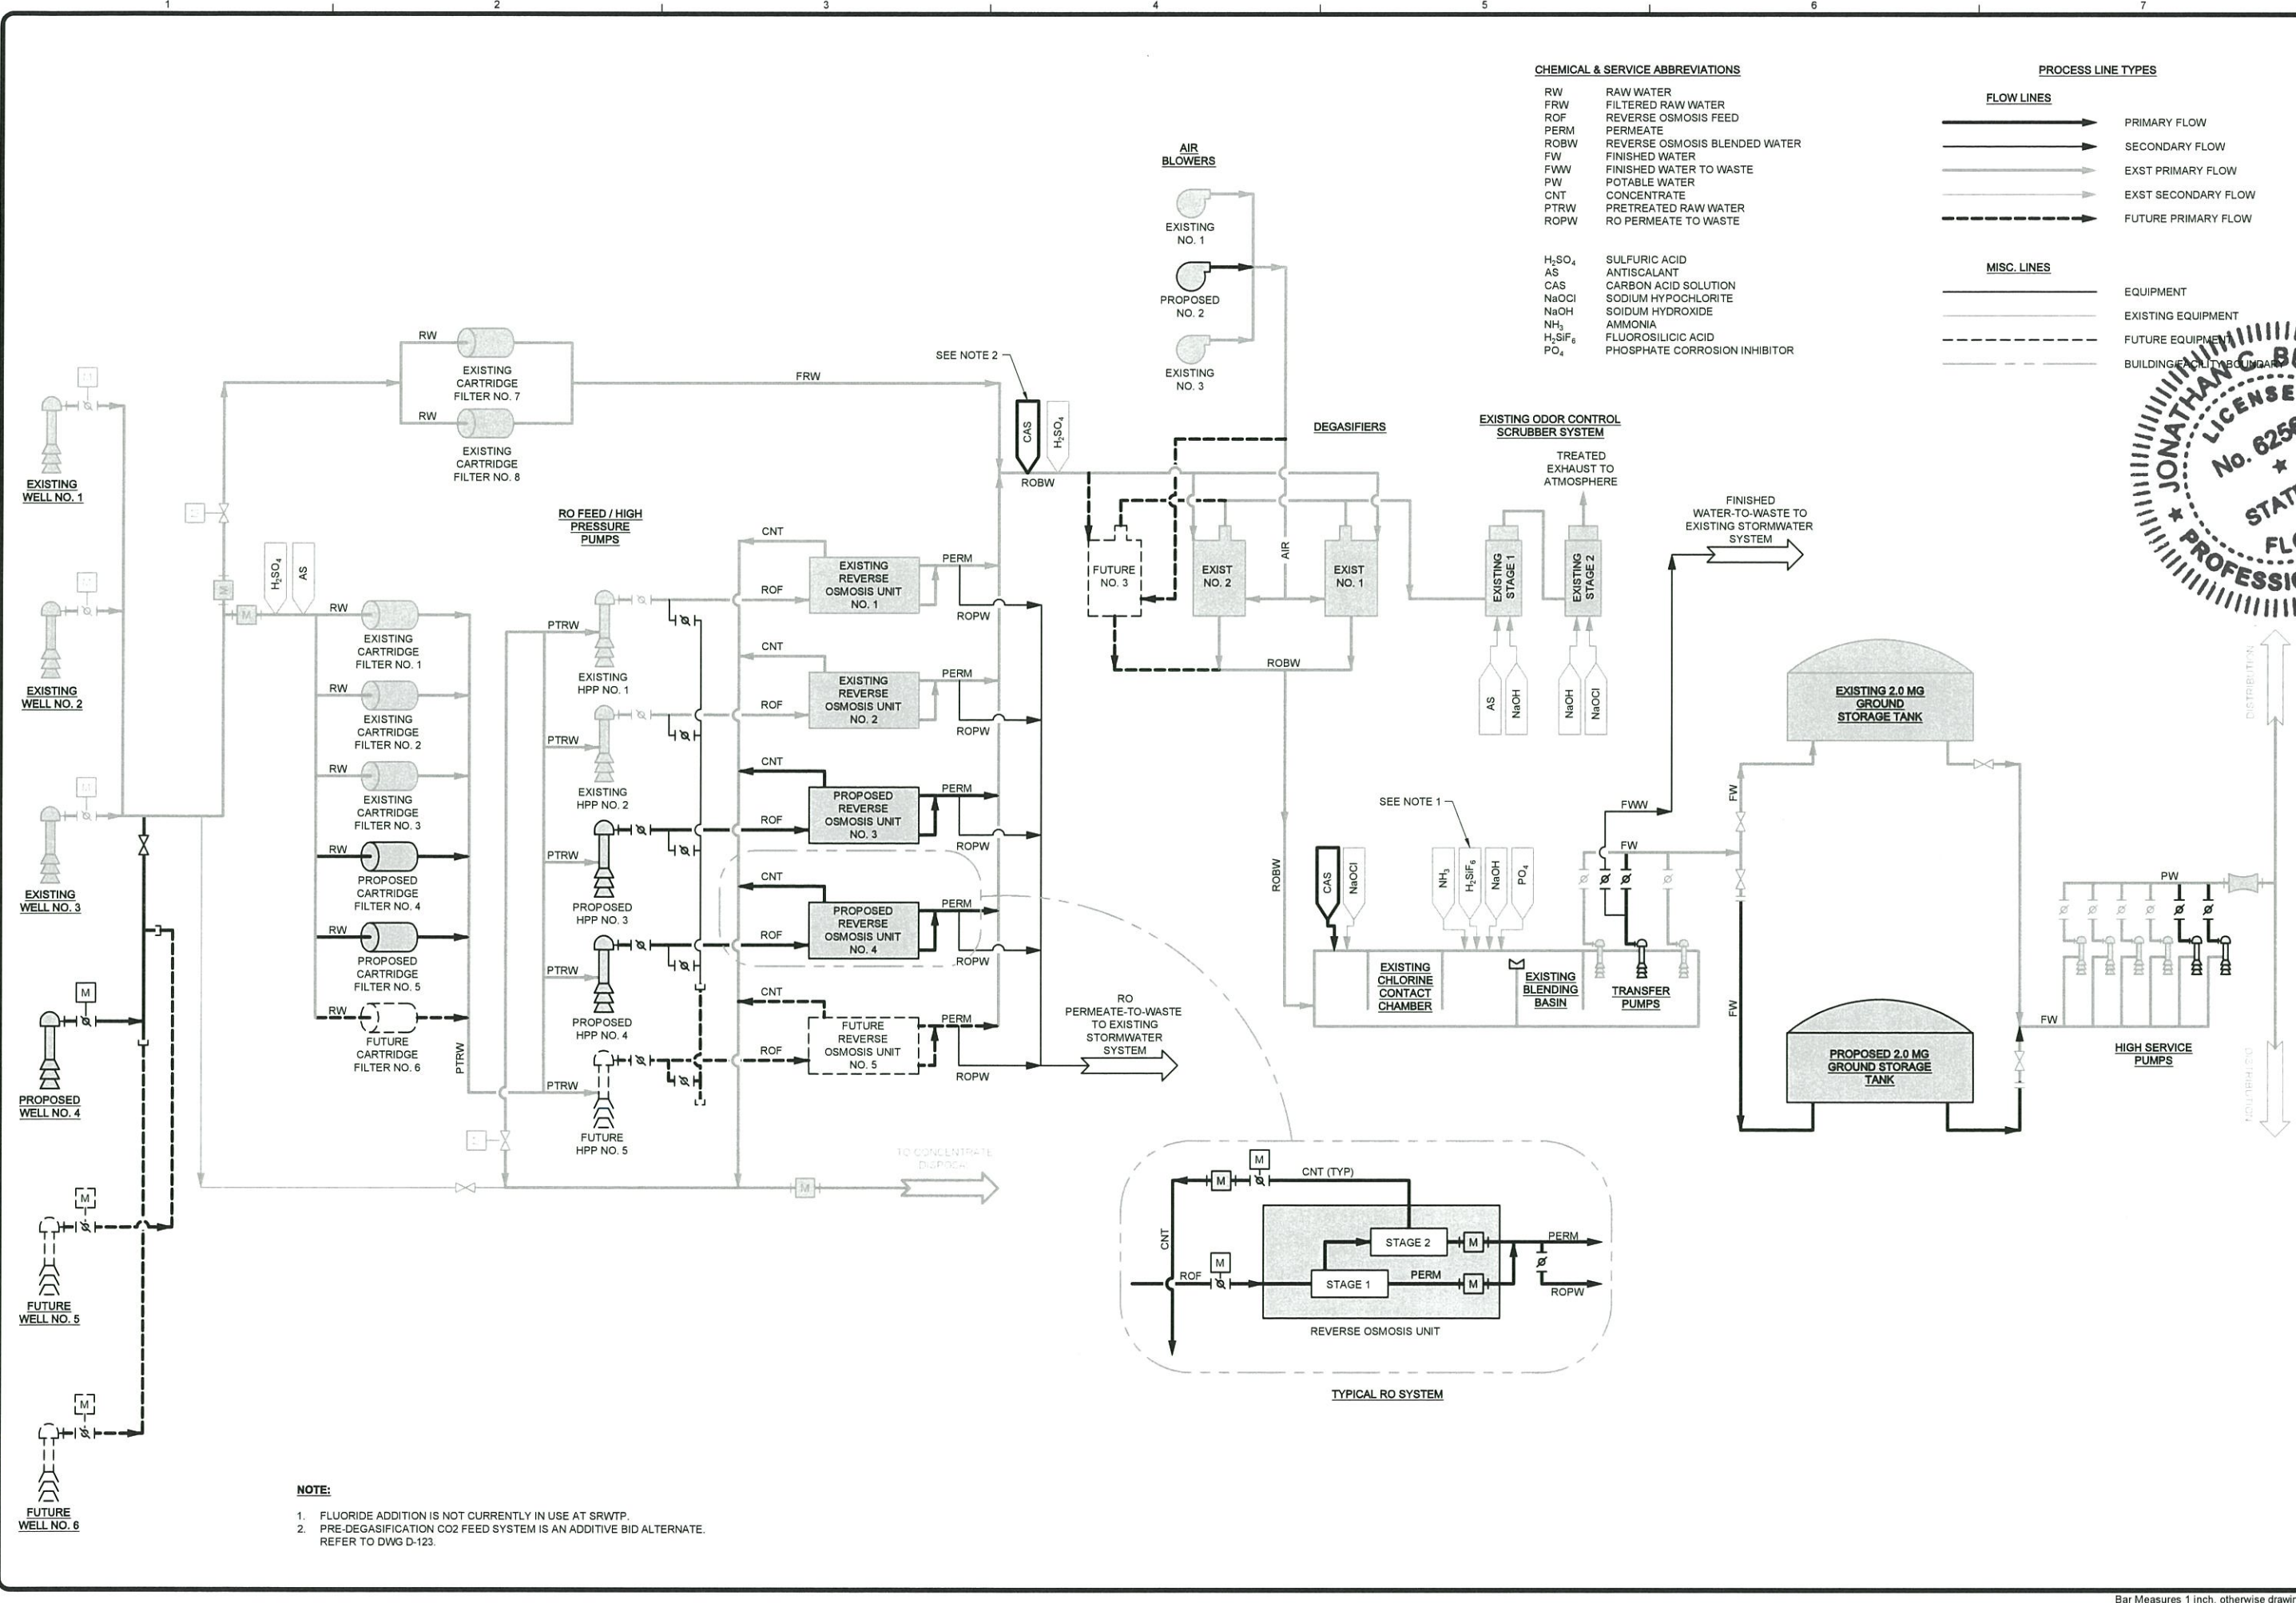 1
2
3
4
5
6
7
CHEMICAL & SERVICE ABBREVIATIONS
RW RAW WATER
FRW FILTERED RAW WATER
ROF REVERSE OSMOSIS FEED
PERM PERMEATE
ROBW REVERSE OSMOSIS BLENDED WATER
FW FINISHED WATER
FWW FINISHED WATER TO WASTE
PW POTABLE WATER
CNT CONCENTRATE
PTRW PRETREATED RAW WATER
ROPW RO PERMEATE TO WASTE
H2SO4 SULFURIC ACID
AS ANTISCALANT
CAS CARBON ACID SOLUTION
NaOCl SODIUM HYPOCHLORITE
NaOH SOIDUM HYDROXIDE
NH3 AMMONIA
H2SiF6 FLUOROSILICIC ACID
PO4 PHOSPHATE CORROSION INHIBITOR
PROCESS LINE TYPES
FLOW LINES
PRIMARY FLOW
SECONDARY FLOW
EXST PRIMARY FLOW
EXST SECONDARY FLOW
FUTURE PRIMARY FLOW
MISC. LINES
EQUIPMENT
EXISTING EQUIPMENT
FUTURE EQUIPMENT
BUILDING/FACILITY BOUNDARY
JONATHAN C.
No. 6256
PROFESSI
AIR
BLOWERS
EXISTING
NO. 1
PROPOSED
NO. 2
EXISTING
NO. 3
EXISTING
WELL NO. 1
EXISTING
WELL NO. 2
EXISTING
WELL NO. 3
M
PROPOSED
WELL NO. 4
M
FUTURE
WELL NO. 5
M
FUTURE
WELL NO. 6
RW
EXISTING
CARTRIDGE
FILTER NO. 7
RW
EXISTING
CARTRIDGE
FILTER NO. 8
FRW
M
M
H2SO4
AS
RW
EXISTING
CARTRIDGE
FILTER NO. 1
RW
EXISTING
CARTRIDGE
FILTER NO. 2
RW
EXISTING
CARTRIDGE
FILTER NO. 3
RW
PROPOSED
CARTRIDGE
FILTER NO. 4
RW
PROPOSED
CARTRIDGE
FILTER NO. 5
RW
FUTURE
CARTRIDGE
FILTER NO. 6
PTRW
RO FEED / HIGH
PRESSURE
PUMPS
PTRW
EXISTING
HPP NO. 1
PTRW
EXISTING
HPP NO. 2
PTRW
PROPOSED
HPP NO. 3
PTRW
PROPOSED
HPP NO. 4
PTRW
FUTURE
HPP NO. 5
CNT
ROF
EXISTING
REVERSE
OSMOSIS UNIT
NO. 1
PERM
ROPW
CNT
ROF
EXISTING
REVERSE
OSMOSIS UNIT
NO. 2
PERM
ROPW
CNT
ROF
PROPOSED
REVERSE
OSMOSIS UNIT
NO. 3
PERM
ROPW
CNT
ROF
PROPOSED
REVERSE
OSMOSIS UNIT
NO. 4
PERM
ROPW
CNT
ROF
FUTURE
REVERSE
OSMOSIS UNIT
NO. 5
PERM
ROPW
RO
PERMEATE-TO-WASTE
TO EXISTING
STORMWATER
SYSTEM
M
TO CONCENTRATE
SEE NOTE 2
CAS
H2SO4
ROBW
DEGASIFIERS
FUTURE
NO. 3
EXIST
NO. 2
AIR
EXIST
NO. 1
ROBW
ROBW
EXISTING ODOR CONTROL
SCRUBBER SYSTEM
TREATED
EXHAUST TO
ATMOSPHERE
EXISTING
STAGE 1
EXISTING
STAGE 2
AS
NaOH
NaOH
NaOCl
FINISHED
WATER-TO-WASTE TO
EXISTING STORMWATER
SYSTEM
SEE NOTE 1
CAS
NaOCl
NH3
H2SiF6
NaOH
PO4
FWW
FW
EXISTING
CHLORINE
CONTACT
CHAMBER
EXISTING
BLENDING
BASIN
TRANSFER
PUMPS
FW
FW
EXISTING 2.0 MG
GROUND
STORAGE TANK
PROPOSED 2.0 MG
GROUND STORAGE
TANK
FW
PW
HIGH SERVICE
PUMPS
DISTRIBUTION
DISTRIBUTION
M
M
CNT (TYP)
CNT
ROF
M
STAGE 2
M
PERM
STAGE 1
PERM
M
ROPW
REVERSE OSMOSIS UNIT
TYPICAL RO SYSTEM
NOTE:
1. FLUORIDE ADDITION IS NOT CURRENTLY IN USE AT SRWTP.
2. PRE-DEGASIFICATION CO2 FEED SYSTEM IS AN ADDITIVE BID ALTERNATE.
REFER TO DWG D-123.
Bar Measures 1 inch, otherwise